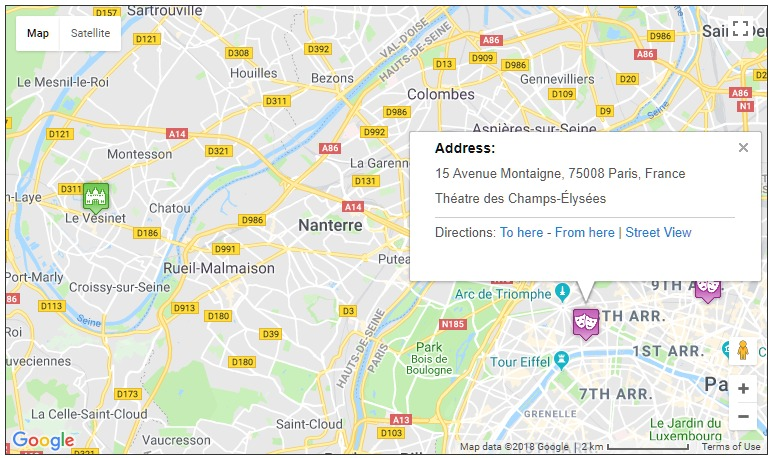 Sartrouville
D157
Map
Satellite
D121
VAL-D'OISE
HAUTS-DE-SEINE
Le Mesnil-le-Roi
D308
D392
A86
D986
A86
Houilles
Bezons
D13
D909
D986
Gennevilliers
D20
Colombes
D109
A86
N1
D311
D986
D9
Seine
D121
A14
D992
Asnières-sur-Seine
Montesson
D321
A86
La Garenne
D131
Address:
15 Avenue Montaigne, 75008 Paris, France
Théatre des Champs-Élysées
Directions: To here - From here | Street View
D311
-Laye
Le Vésinet
Chatou
D986
A14
Nanterre
D186
D991
Rueil-Malmaison
Port-Marly
Croissy-sur-Seine
D113
Seine
D913
D180
D3
Arc de Triomphe
9TH ARR.
TH ARR.
N185
D39
HAUTS-DE-SEINE
PARIS
Park
Bois de
Boulogne
1ST ARR.
Tour Eiffel
D180
7TH ARR.
D173
GRENELLE
La Celle-Saint-Cloud
Saint-Cloud
A13
D103
Vaucresson
Le Jardin du
Luxembourg
Google
Map data ©2018 Google
2 km
Terms of Use